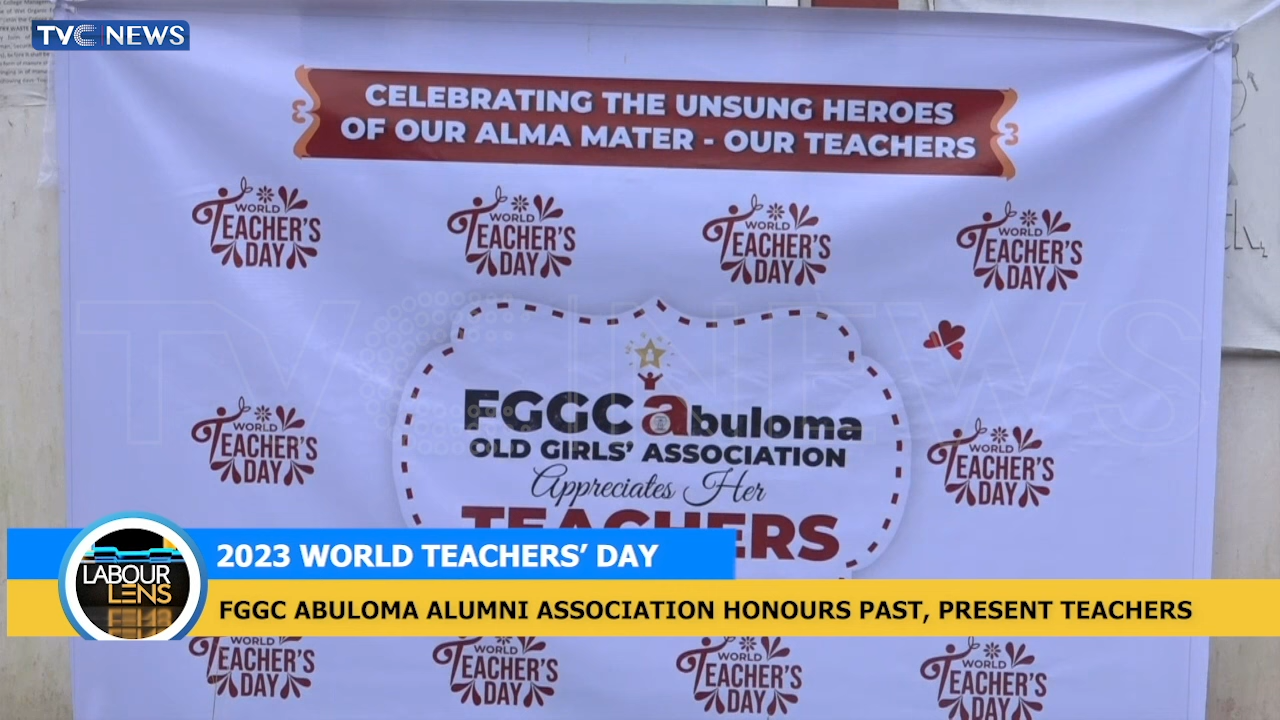 TVC NEWS
CELEBRATING THE UNSUNG HEROES
OF OUR ALMA MATER - OUR TEACHERS
WORLD
TEACHER'S
DAY
WORLD
TEACHER'S
DAY
WORLD
TEACHER'S
DAY
WORLD
TEACHER'S
DAY
TVC NEWS
FGGC abuloma
OLD GIRLS' ASSOCIATION
Appreciates Her
TEACHERS
WORLD
TEACHER'S
DAY
WORLD
TEACHER'S
DAY
LABOUR
LENS
2023 WORLD TEACHERS' DAY
FGGC ABULOMA ALUMNI ASSOCIATION HONOURS PAST, PRESENT TEACHERS
WORLD
TEACHER'S
DAY
WORLD
TEACHER'S
DAY
WORLD
TEACHER'S
DAY
WORLD
TEACHER'S
DAY